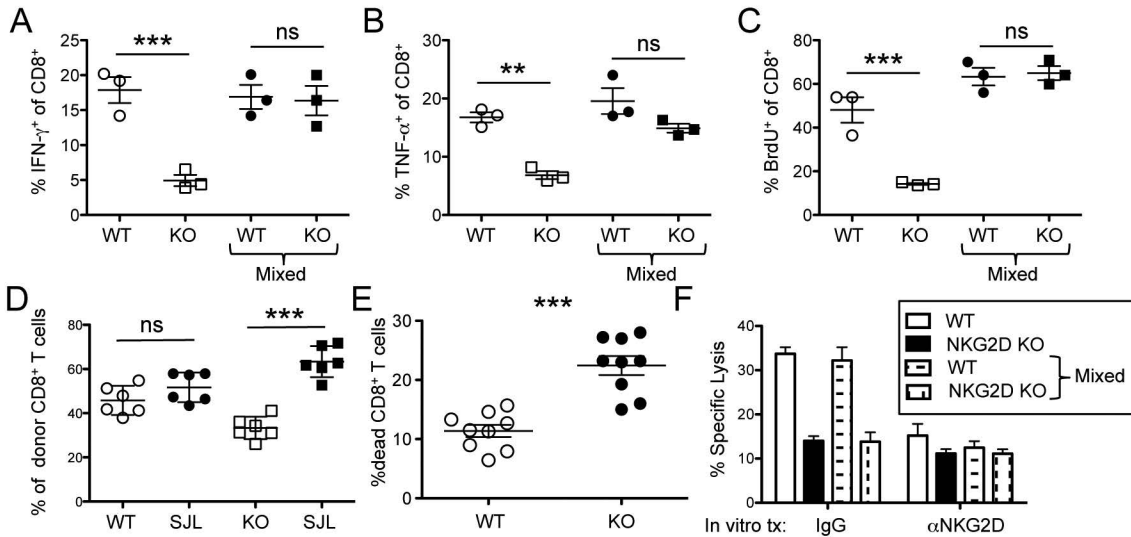 A
% IFN-γ⁺ of CD8⁺
25
20
15
10
5
0
***
ns
WT
KO
WT
KO
Mixed
B
% TNF-α⁺ of CD8⁺
30
20
10
0
**
ns
WT
KO
WT
KO
Mixed
C
% BrdU⁺ of CD8⁺
80
60
40
20
0
***
ns
WT
KO
WT
KO
Mixed
D
% of donor CD8⁺ T cells
80
60
40
20
0
ns
***
WT
SJL
KO
SJL
E
%dead CD8⁺ T cells
30
20
10
0
***
WT
KO
F
% Specific Lysis
40
30
20
10
0
WT
NKG2D KO
WT
NKG2D KO
Mixed
In vitro tx:
IgG
αNKG2D